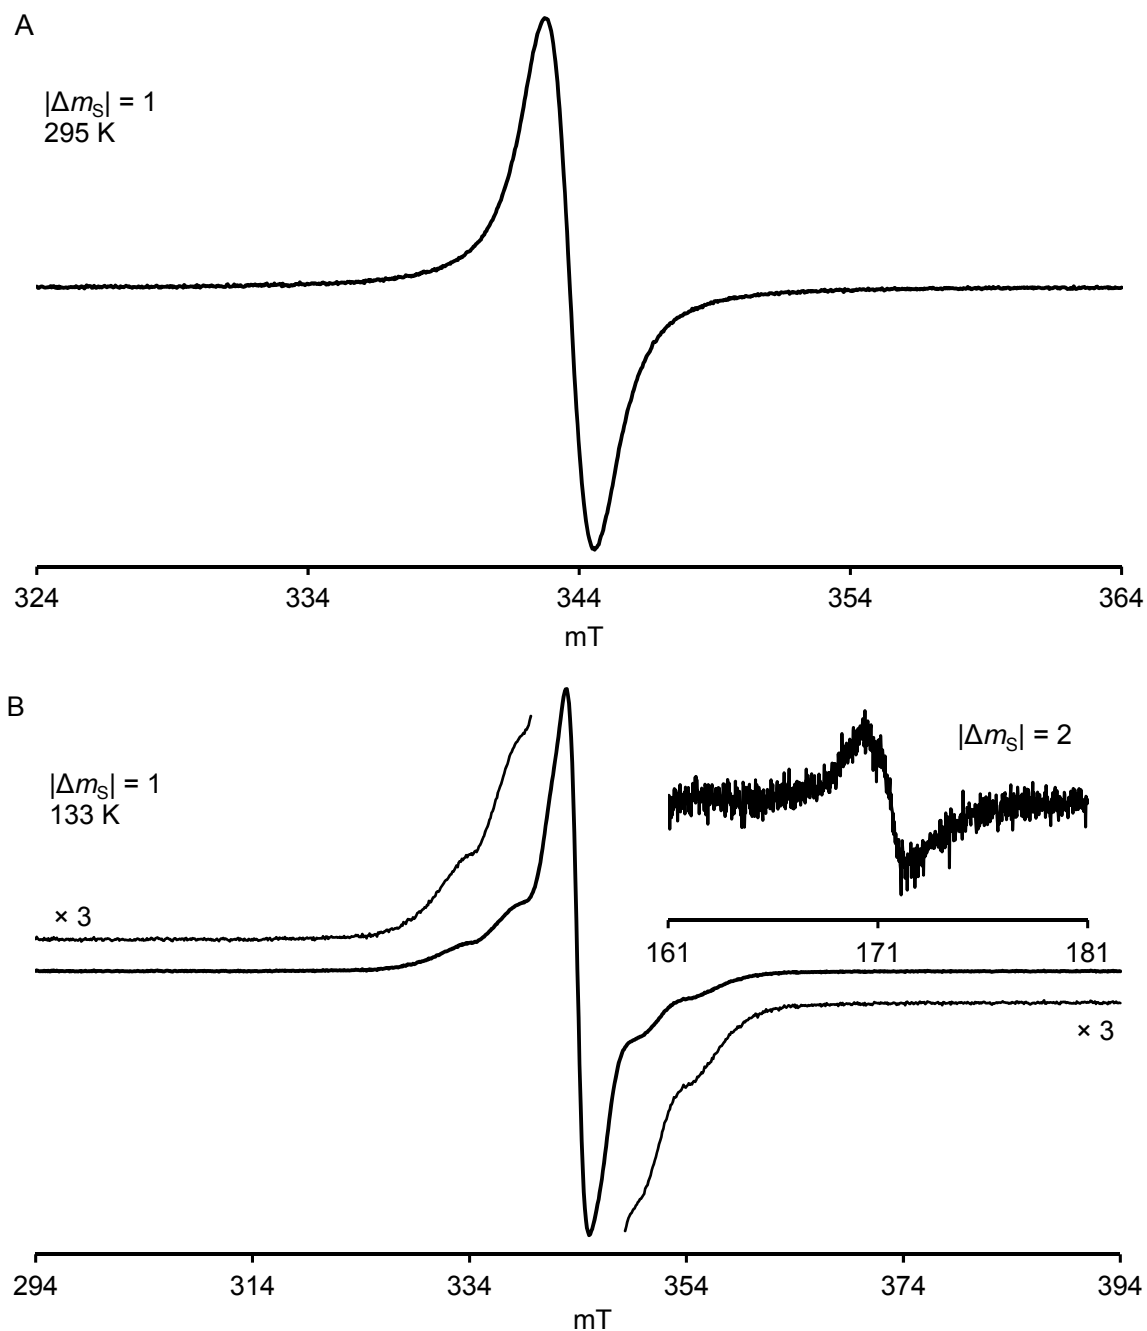 A
|Δm_S| = 1
295 K
324 334 344 354 364
mT
B
|Δm_S| = 2
|Δm_S| = 1
133 K
× 3
161 171 181
× 3
294 314 334 354 374 394
mT